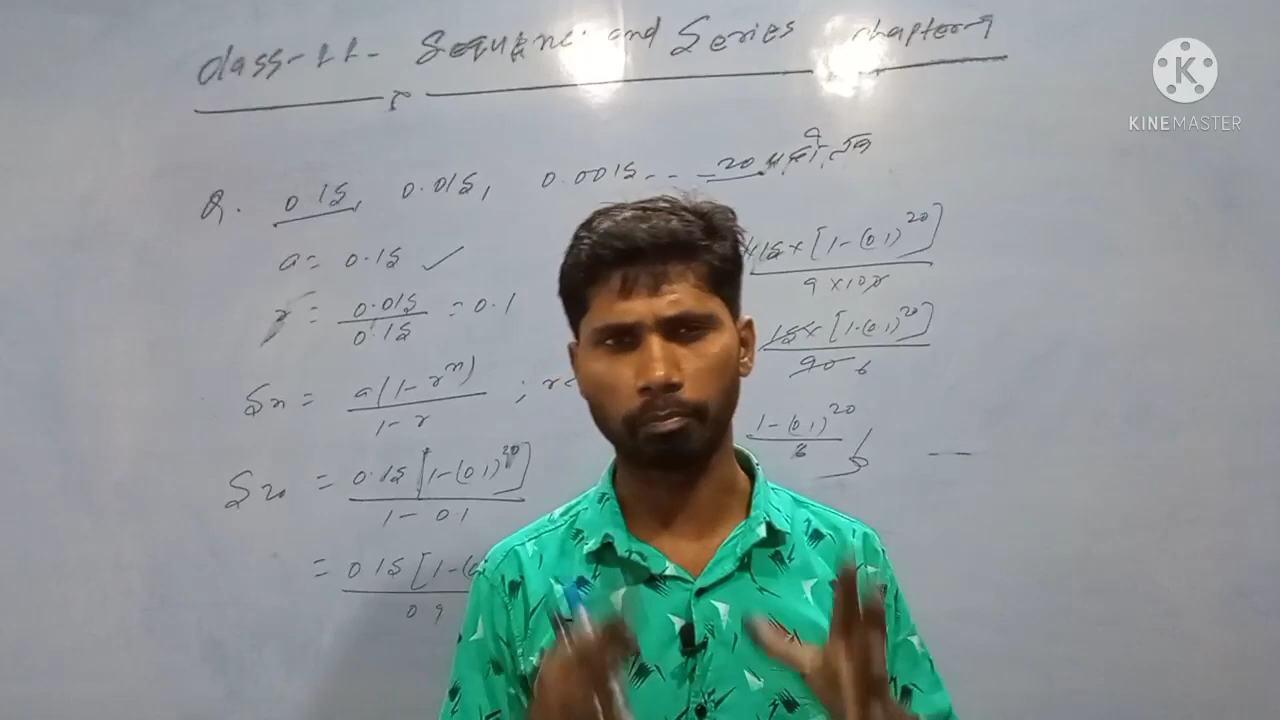 class-11- Sequence and Series chapter-9
Q. 0.15, 0.015, 0.0015.. - 20 पदों तक
a = 0.15 ✓
r = 0.015/0.15 = 0.1
Sn = a(1-r^n)/1-r ; r<
S20 = 0.15[1-(0.1)^20]/1-0.1
= 0.15[1-(0./0.9
15×[1-(0.1)^20]/9×10
15×[1-(0.1)^20]/90 6
1-(0.1)^20/6
K
KINEMASTER